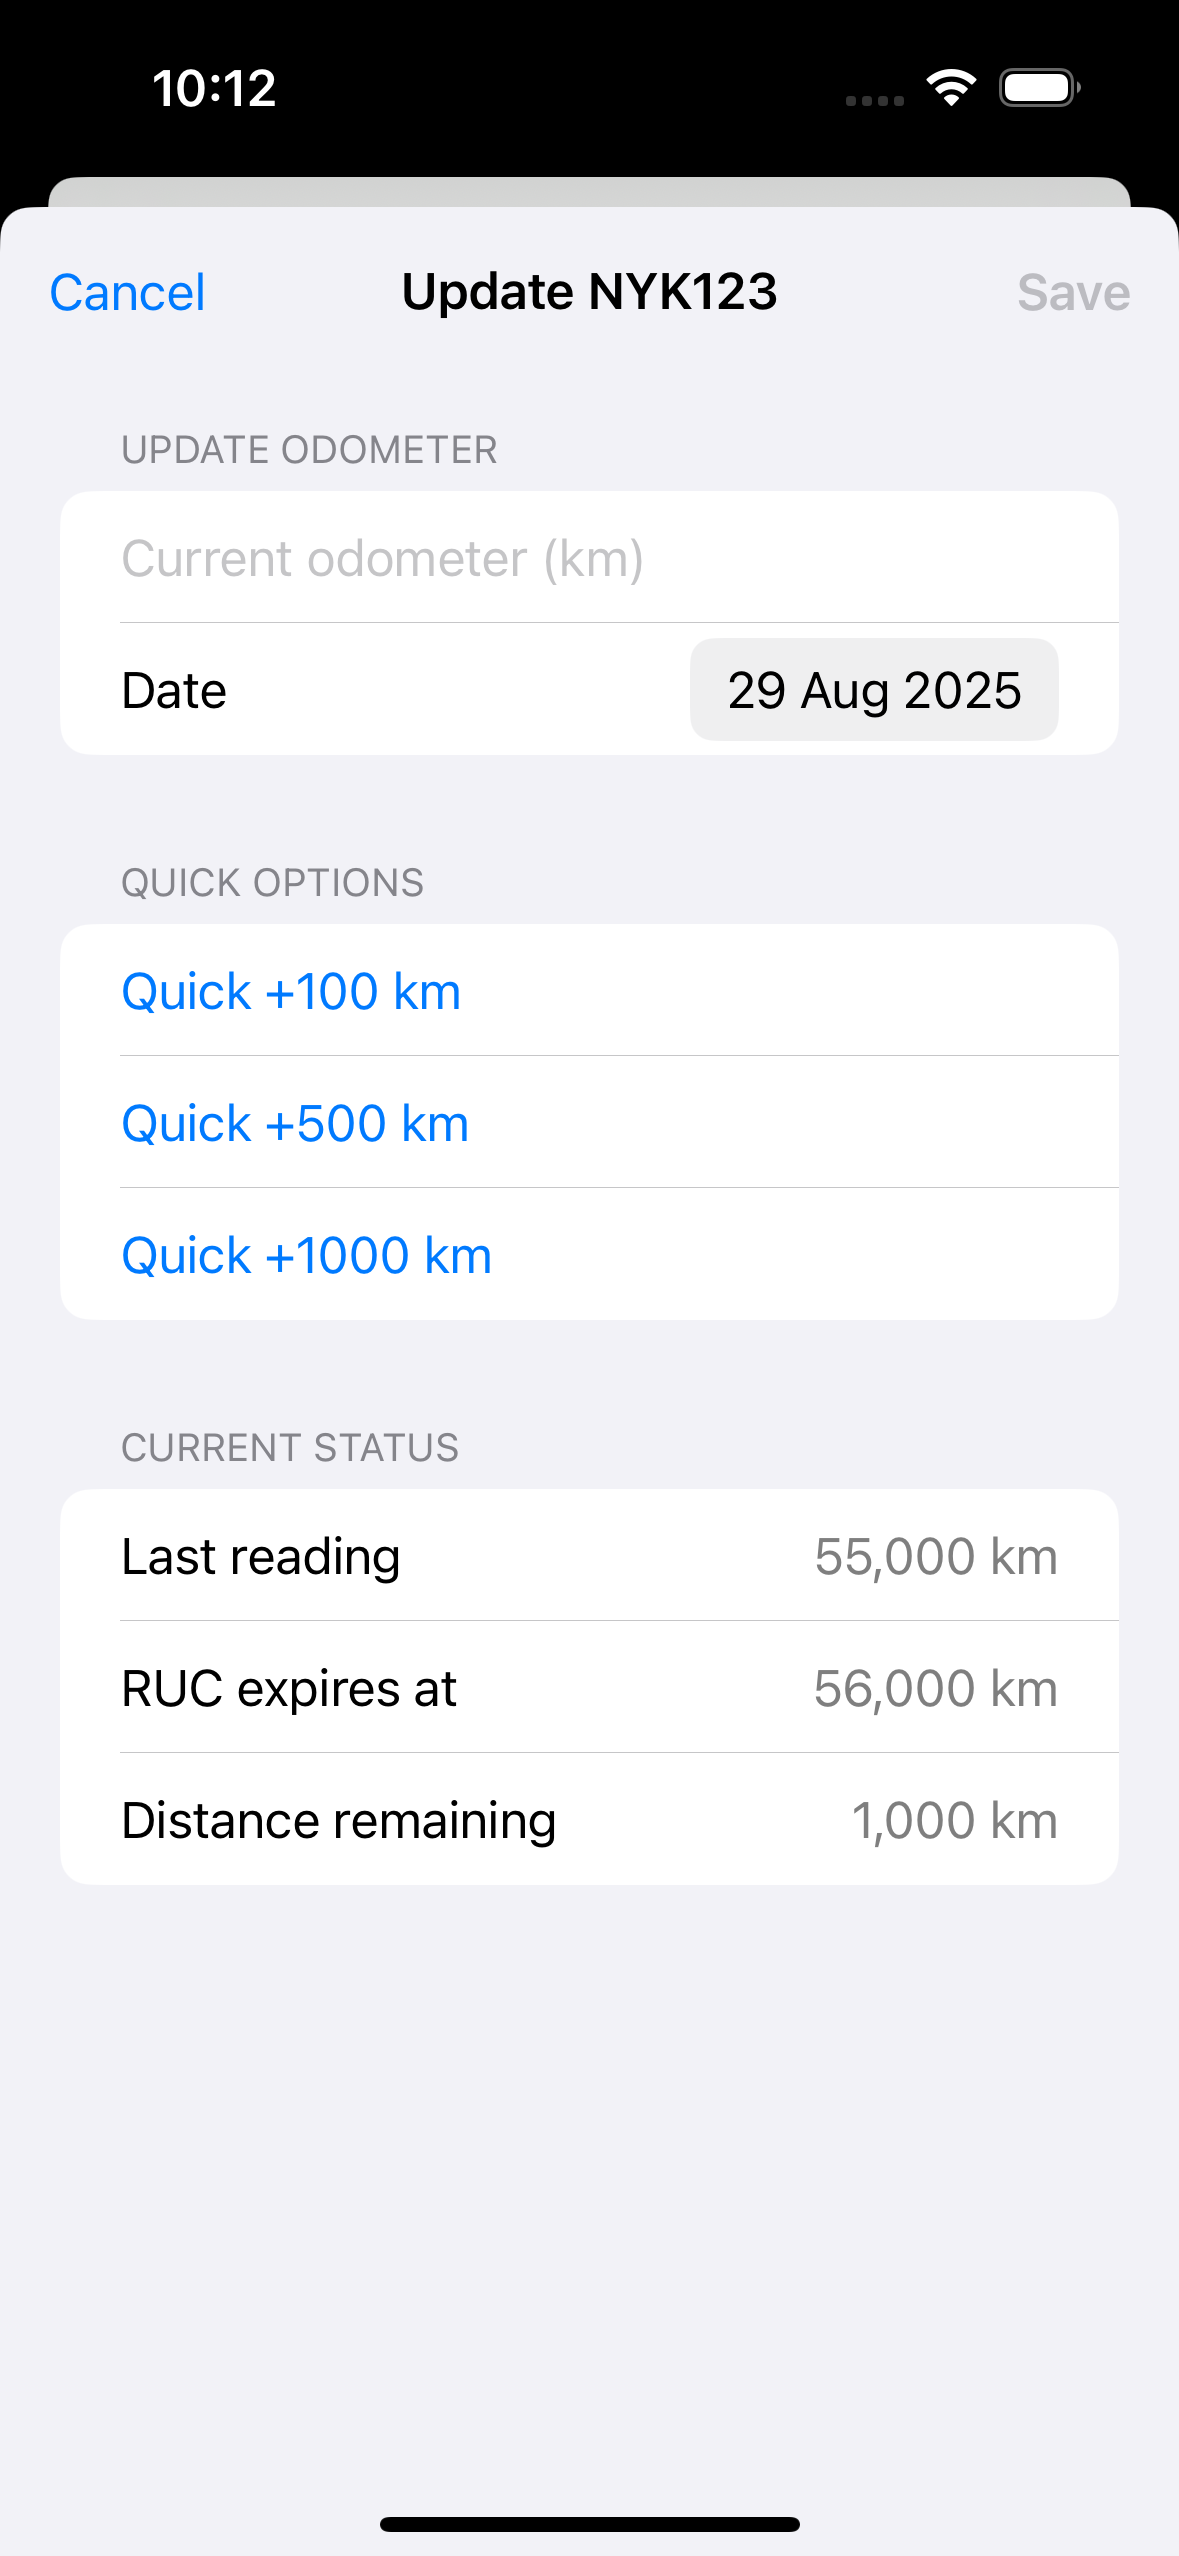 10:12
Cancel
Update NYK123
Save
UPDATE ODOMETER
Current odometer (km)
Date
29 Aug 2025
QUICK OPTIONS
Quick +100 km
Quick +500 km
Quick +1000 km
CURRENT STATUS
Last reading
55,000 km
RUC expires at
56,000 km
Distance remaining
1,000 km